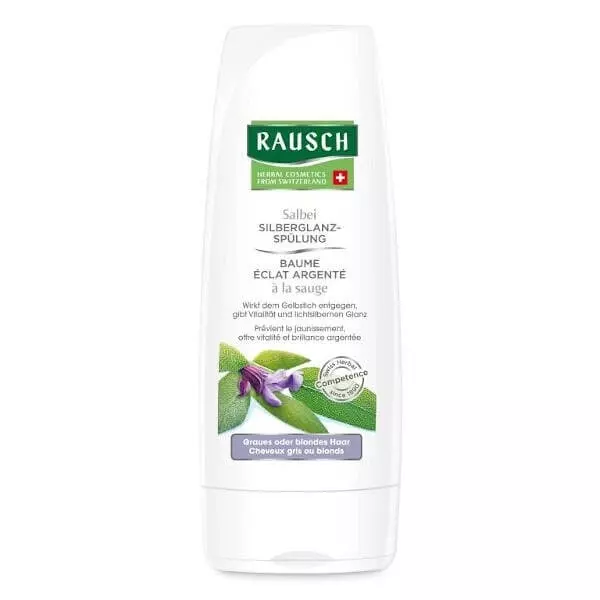 RAUSCH
HERBAL COSMETICS
FROM SWITZERLAND
Salbei
SILBERGLANZ-
SPÜLUNG
BAUME
ÉCLAT ARGENTÉ
à la sauge
Wirkt dem Gelbstich entgegen,
gibt Vitalität und lichtsilbernen Glanz
Prévient le jaunissement,
offre vitalité et brillance argentée
Swiss Herbal
Competence
since 1890
Graues oder blondes Haar
Cheveux gris ou blonds